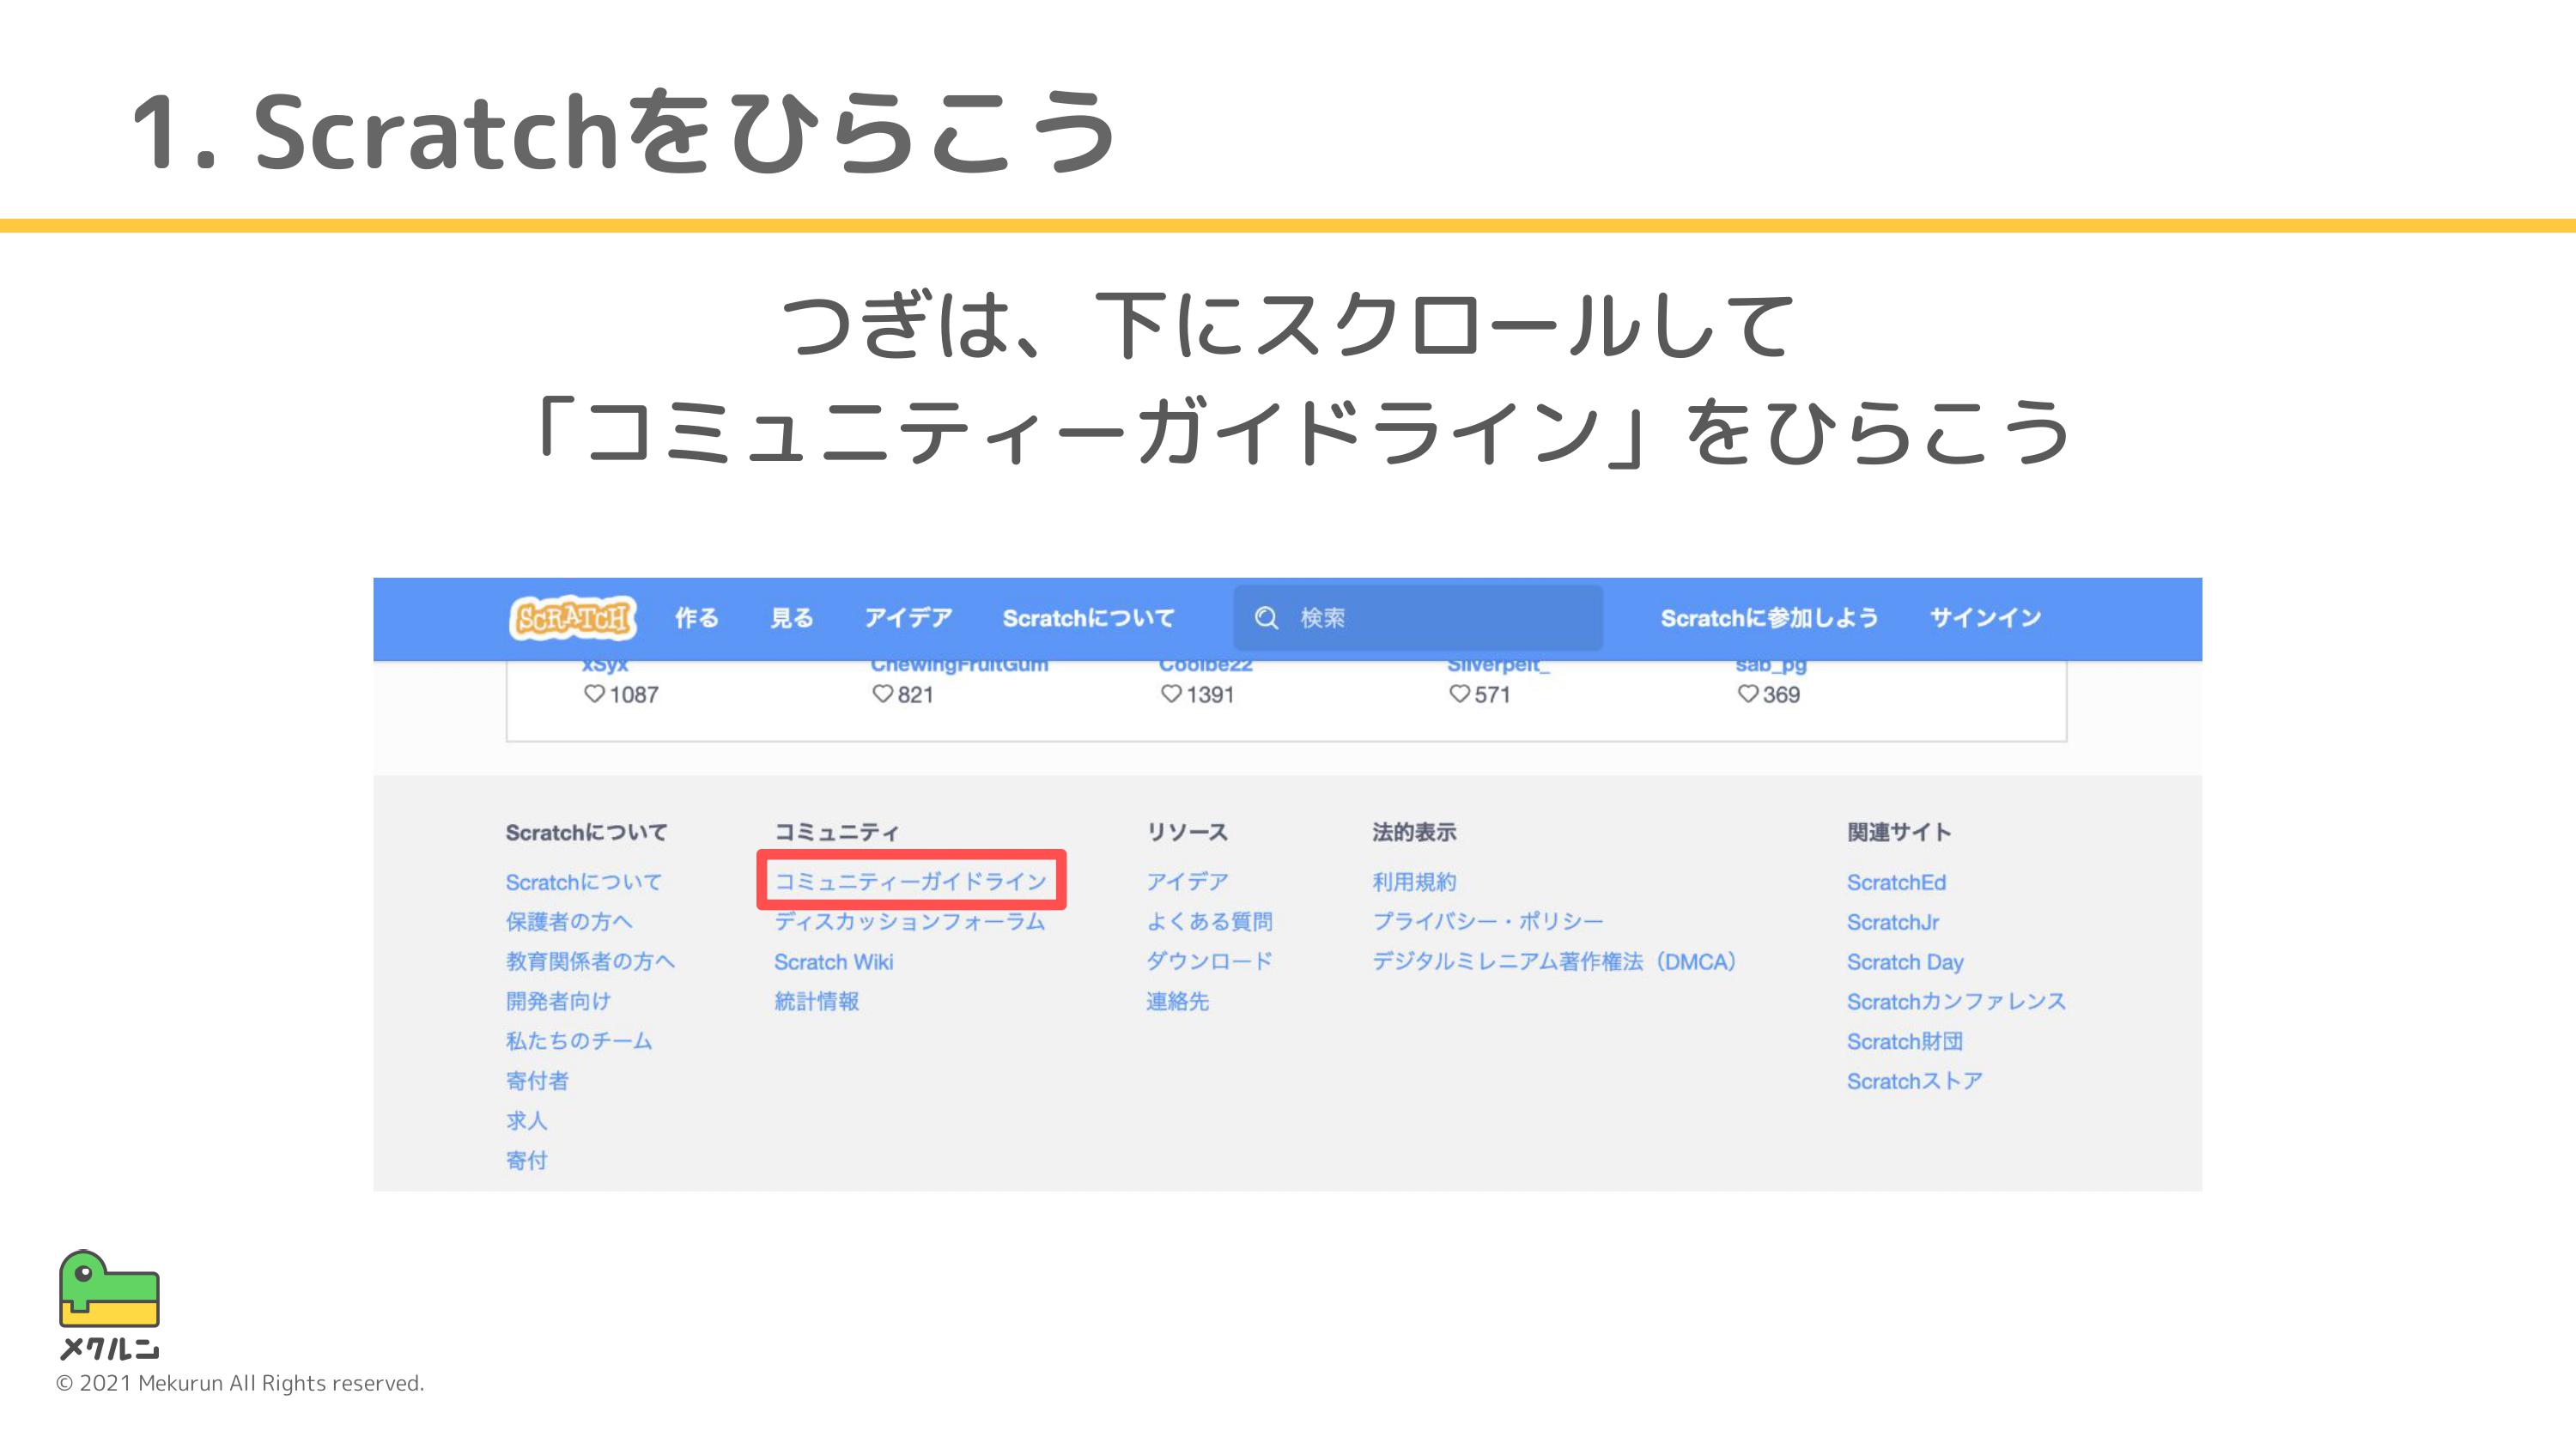 1. Scratchをひらこう
つぎは、下にスクロールして
「コミュニティーガイドライン」をひらこう
SCRATCH 作る 見る アイデア Scratchについて 検索 Scratchに参加しよう サインイン
xSyx ChewingFruitGum Coolbe22 Silverpelt_ sab_pg
♡1087 ♡821 ♡1391 ♡571 ♡369
Scratchについて
Scratchについて
保護者の方へ
教育関係者の方へ
開発者向け
私たちのチーム
寄付者
求人
寄付
コミュニティ
コミュニティーガイドライン
ディスカッションフォーラム
Scratch Wiki
統計情報
リソース
アイデア
よくある質問
ダウンロード
連絡先
法的表示
利用規約
プライバシー・ポリシー
デジタルミレニアム著作権法（DMCA）
関連サイト
ScratchEd
ScratchJr
Scratch Day
Scratchカンファレンス
Scratch財団
Scratchストア
メクルン
© 2021 Mekurun All Rights reserved.